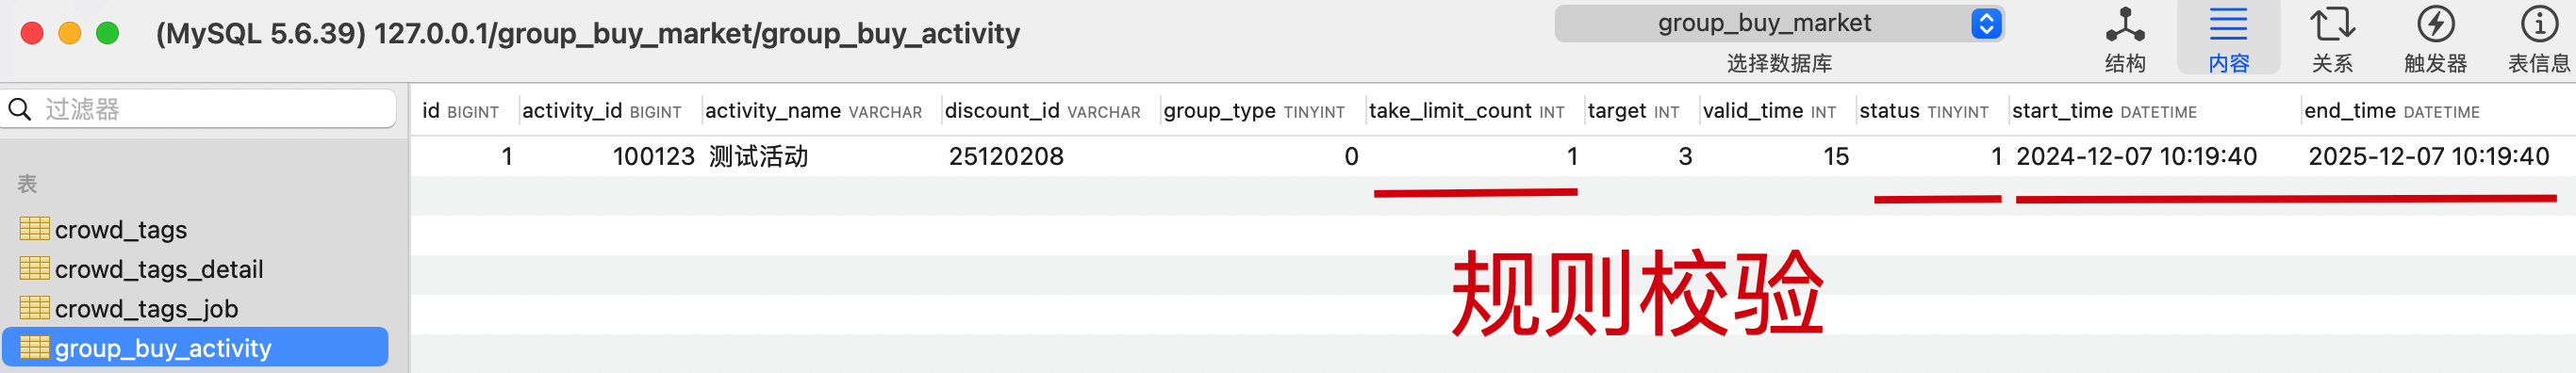 (MySQL 5.6.39) 127.0.0.1/group_buy_market/group_buy_activity
group_buy_market
选择数据库
结构
内容
关系
触发器
表信息
过滤器
表
crowd_tags
crowd_tags_detail
crowd_tags_job
group_buy_activity
id BIGINT activity_id BIGINT activity_name VARCHAR discount_id VARCHAR group_type TINYINT take_limit_count INT target INT valid_time INT status TINYINT start_time DATETIME end_time DATETIME
1 100123 测试活动 25120208 0 1 3 15 1 2024-12-07 10:19:40 2025-12-07 10:19:40
规则校验